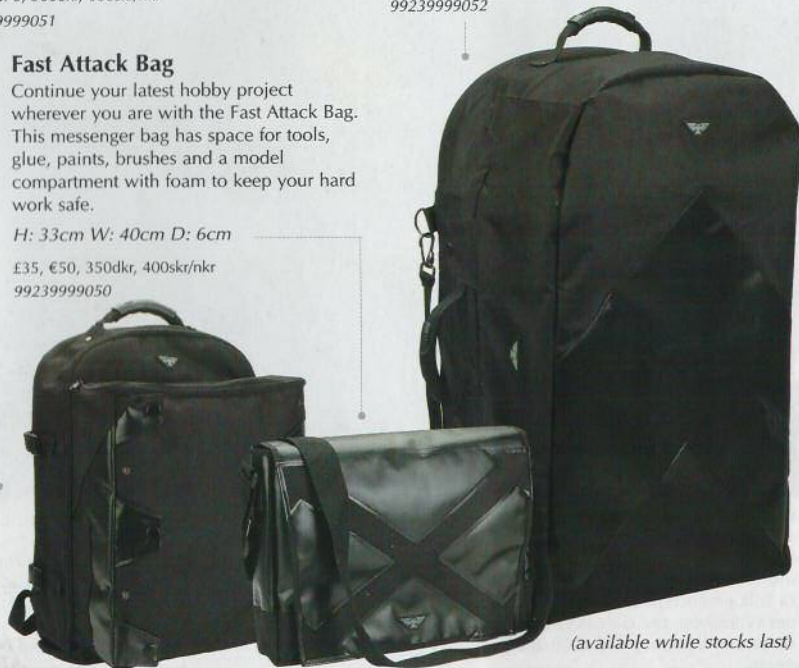 9999051
99239999052
Fast Attack Bag
Continue your latest hobby project
wherever you are with the Fast Attack Bag.
This messenger bag has space for tools,
glue, paints, brushes and a model
compartment with foam to keep your hard
work safe.
H: 33cm W: 40cm D: 6cm
£35, €50, 350dkr, 400skr/nkr
99239999050
(available while stocks last)